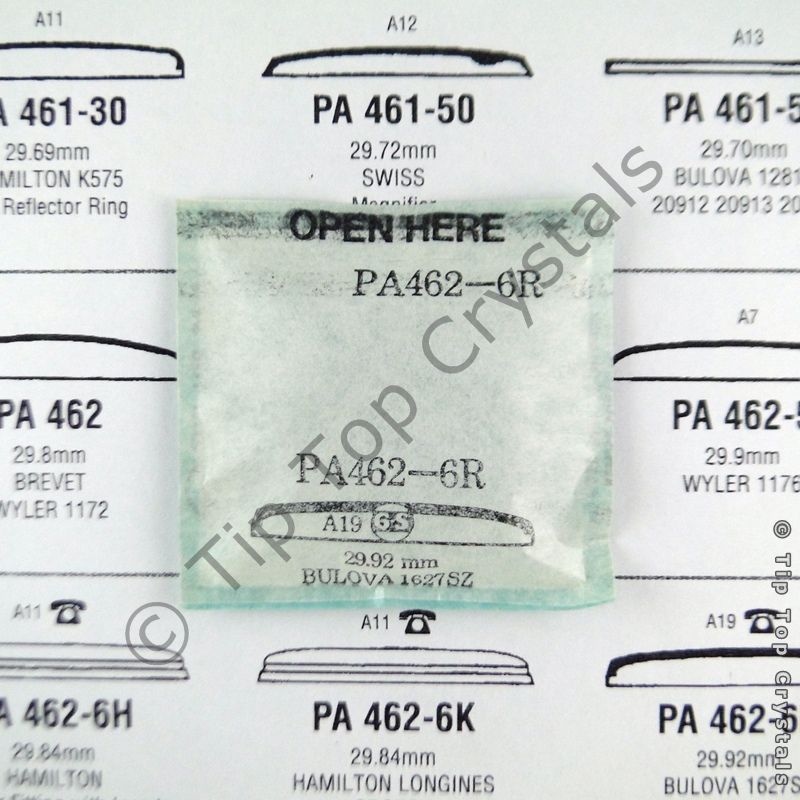 A11
A12
A13
A 461-30
PA 461-50
PA 461-5
29.69mm
29.72mm
29.70mm
MILTON K575
SWISS
BULOVA 1281
Reflector Ring
Magnifier
20912 20913 20
OPEN HERE
PA462-6R
A7
PA 462
PA 462-5
29.8mm
29.9mm
BREVET
WYLER 1176
WYLER 1172
PA462-6R
A19 GS
29.92 mm
BULOVA 1627SZ
A11
A11
A19
A 462-6H
PA 462-6K
PA 462-6
29.84mm
29.84mm
29.92mm
HAMILTON
HAMILTON LONGINES
BULOVA 1627S
© Tip Top Crystals
© Tip Top Crystals